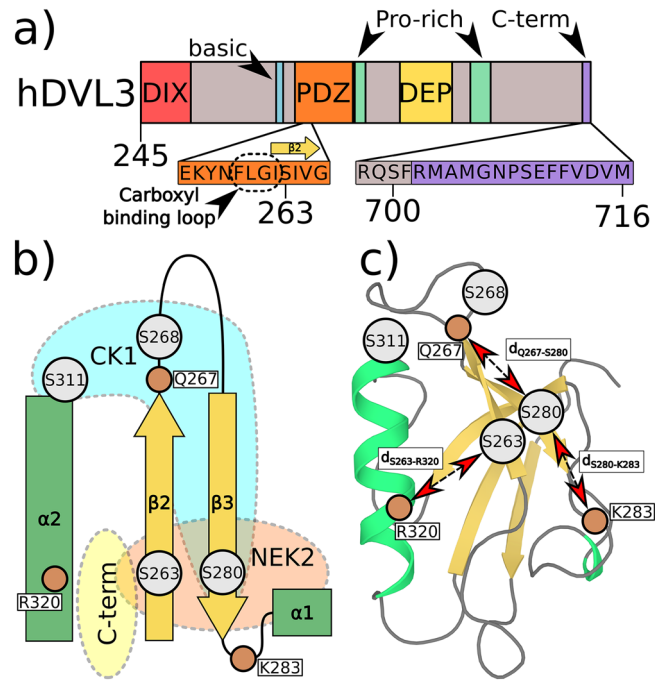 a)
Pro-rich
C-term
basic
hDVL3
DIX
PDZ
DEP
245
β2
EKYNFLGISIVG
RQSFRMAMGNPSEFFVDVM
Carboxyl
binding loop
263
700
716
b)
c)
S268
CK1
S311
Q267
β2
β3
α2
S263
S280
NEK2
R320
C-term
α1
K283
S268
S311
Q267
dQ267-S280
S280
S263
dS263-R320
dS280-K283
R320
K283